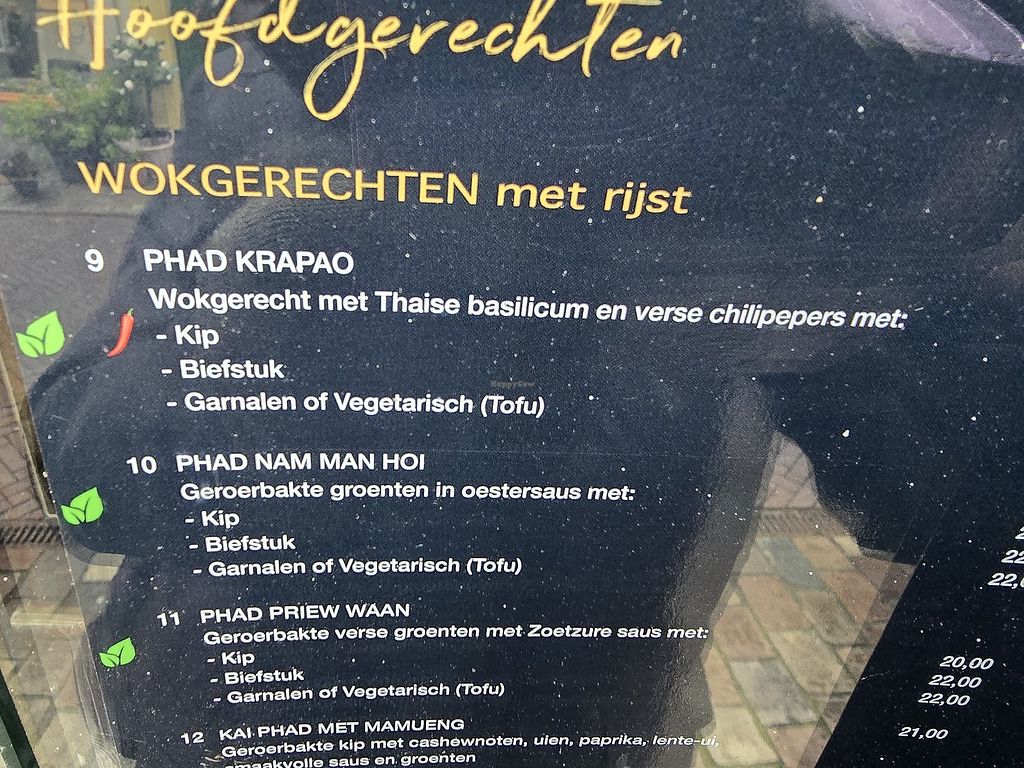 Hoofdgerechten
WOKGERECHTEN met rijst
9 PHAD KRAPAO
Wokgerecht met Thaise basilicum en verse chilipepers met:
- Kip
- Biefstuk
- Garnalen of Vegetarisch (Tofu)
HappyCow
10 PHAD NAM MAN HOI
Geroerbakte groenten in oestersaus met:
- Kip
- Biefstuk
- Garnalen of Vegetarisch (Tofu)
11 PHAD PRIEW WAAN
Geroerbakte verse groenten met Zoetzure saus met:
- Kip 20,00
- Biefstuk 22,00
- Garnalen of Vegetarisch (Tofu) 22,00
12 KAI PHAD MET MAMUENG 21,00
Geroerbakte kip met cashewnoten, uien, paprika, lente-ui,
smaakvolle saus en groenten